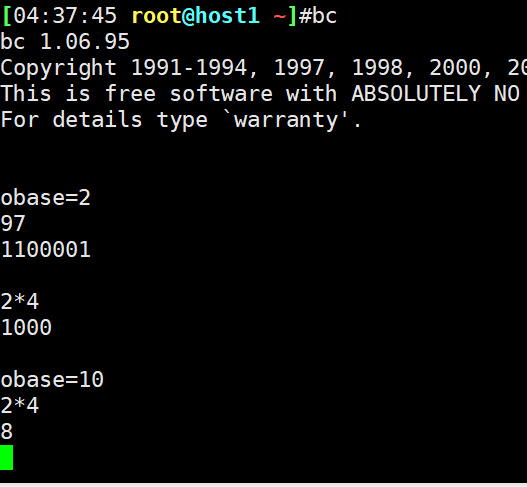 [04:37:45 root@host1 ~]#bc
bc 1.06.95
Copyright 1991-1994, 1997, 1998, 2000, 20
This is free software with ABSOLUTELY NO
For details type `warranty'.
obase=2
97
1100001
2*4
1000
obase=10
2*4
8